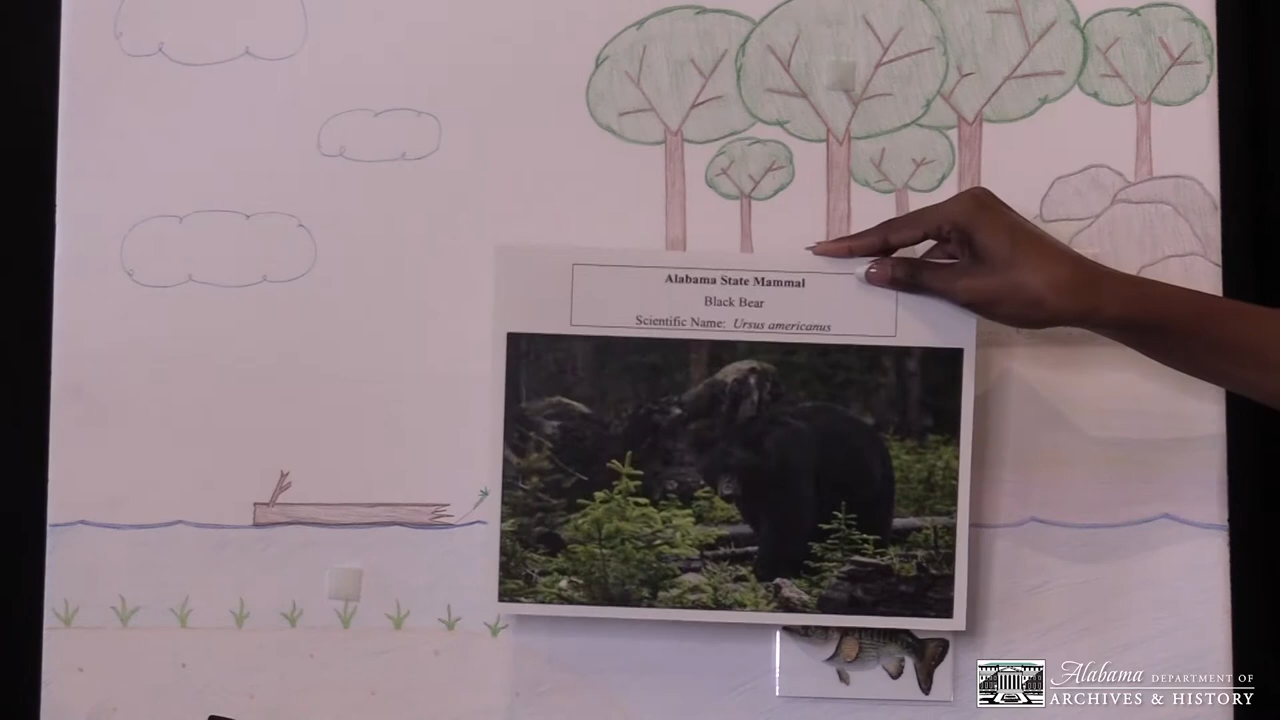 Alabama State Mammal
Black Bear
Scientific Name: Ursus americanus
Alabama DEPARTMENT OF
ARCHIVES & HISTORY